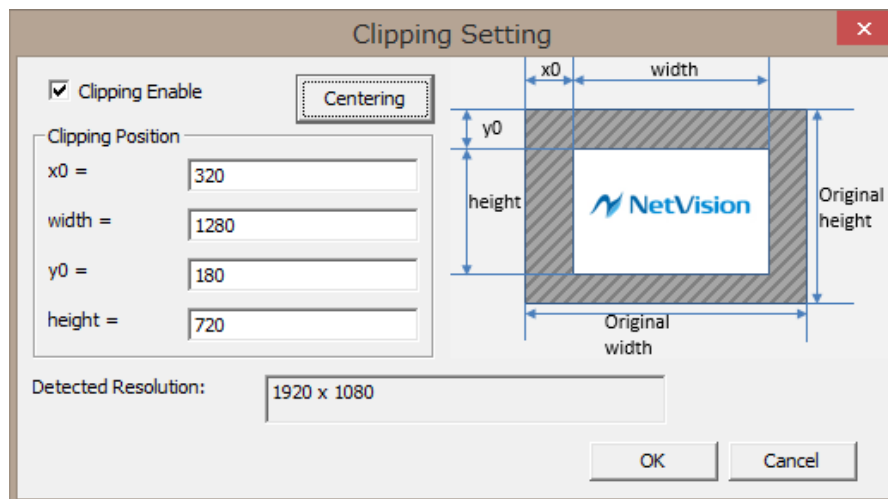 Clipping Setting
x
Clipping Enable
Centering
Clipping Position
x0 =
320
width =
1280
y0 =
180
height =
720
x0
width
y0
height
NetVision
Original
height
Original
width
Detected Resolution:
1920 x 1080
OK
Cancel